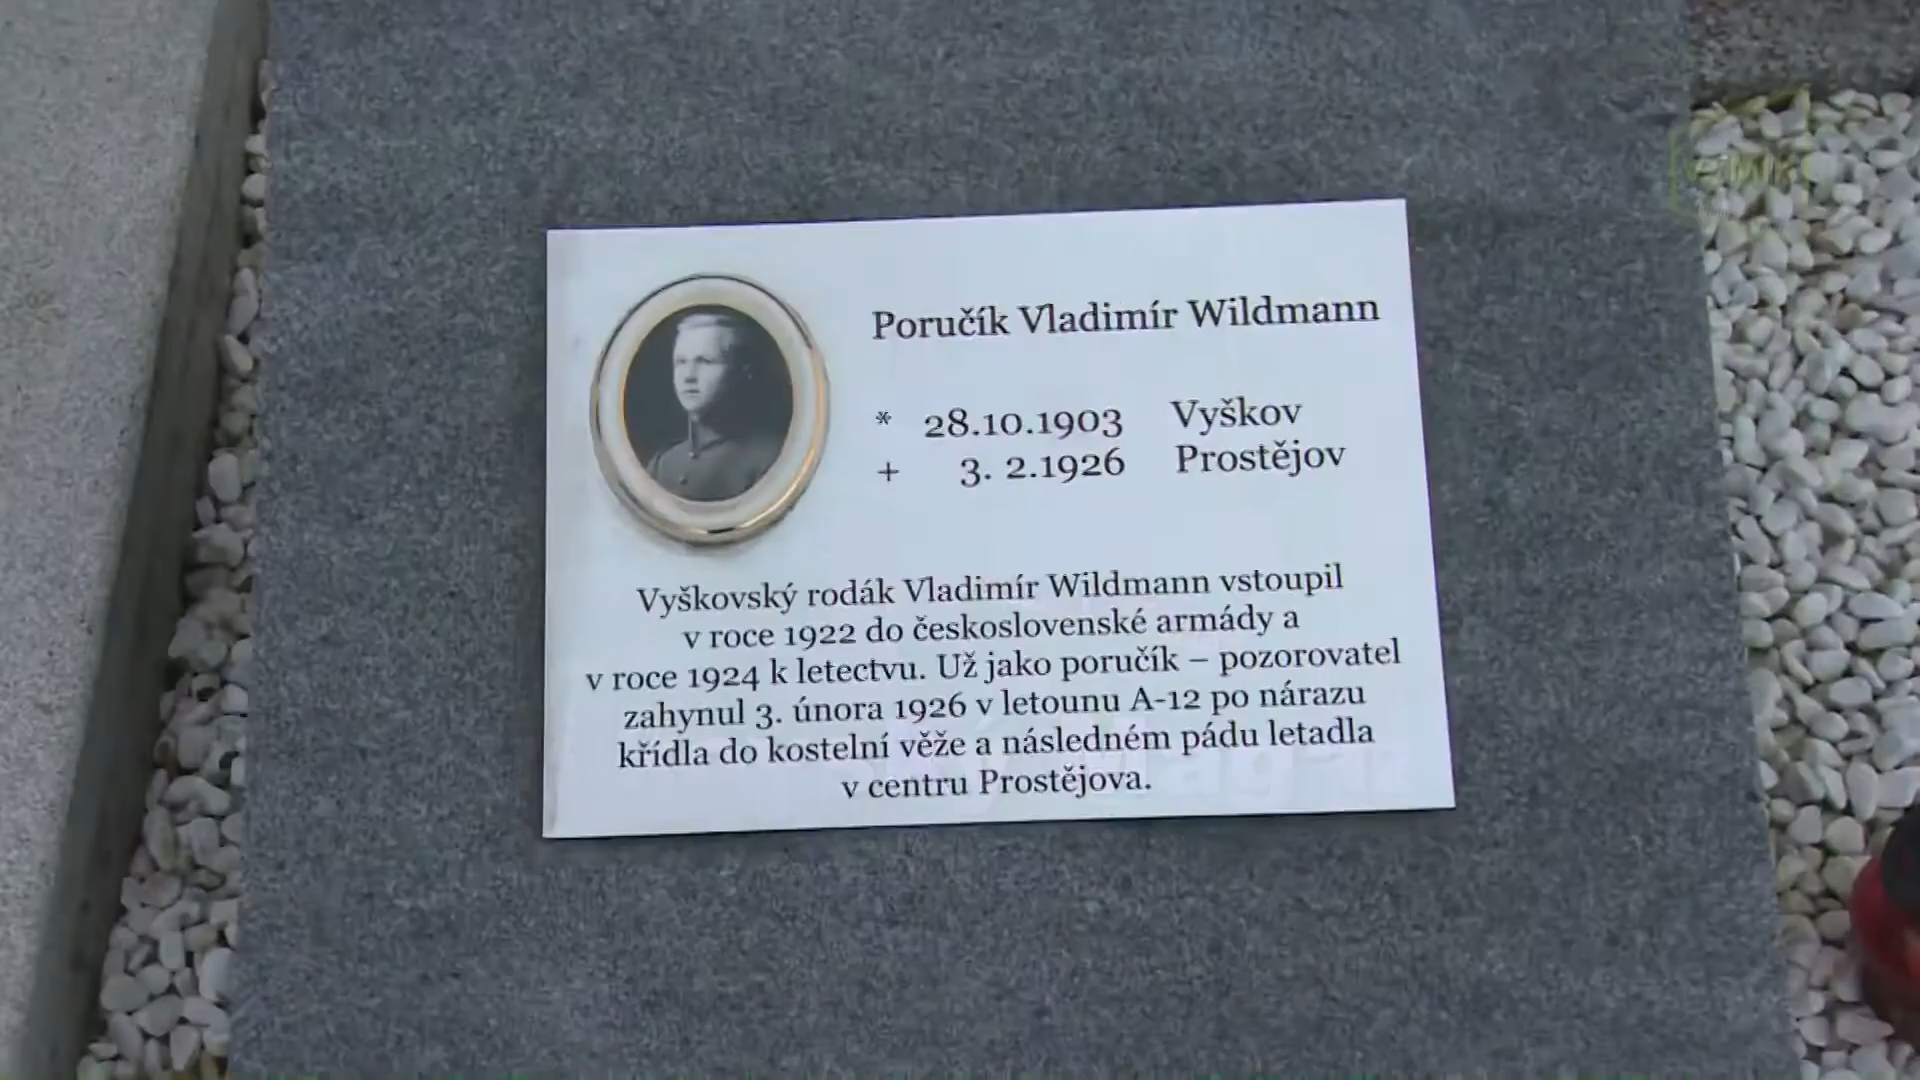 Poručík Vladimír Wildmann
* 28.10.1903 Vyškov
+ 3. 2.1926 Prostějov
Vyškovský rodák Vladimír Wildmann vstoupil
v roce 1922 do československé armády a
v roce 1924 k letectvu. Už jako poručík – pozorovatel
zahynul 3. února 1926 v letounu A-12 po nárazu
křídla do kostelní věže a následném pádu letadla
v centru Prostějova.